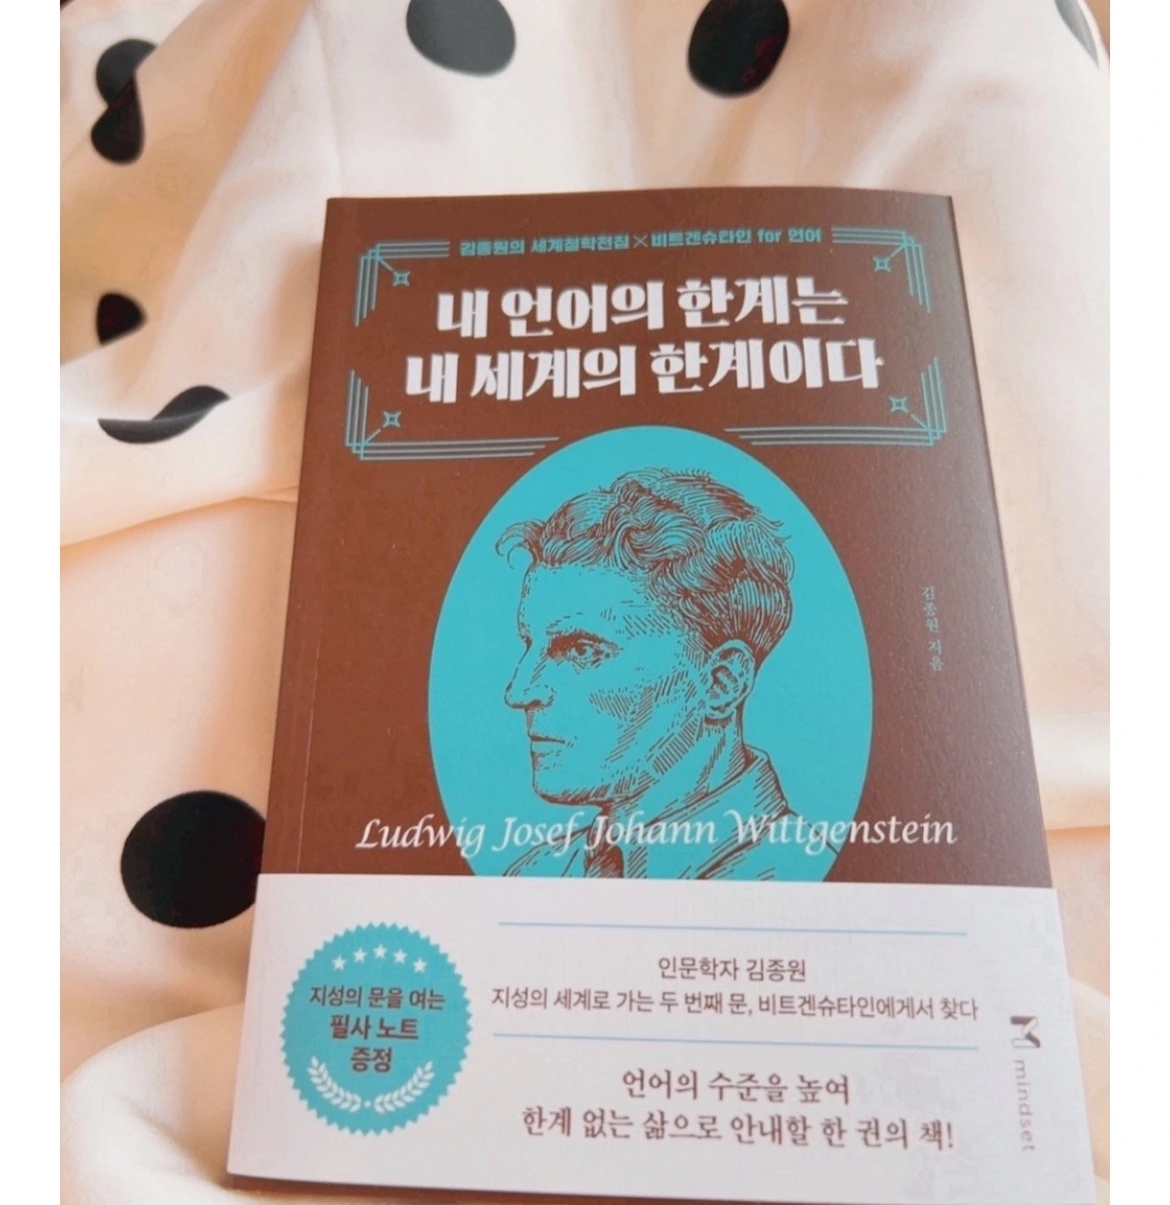 김종원의 세계철학전집×비트겐슈타인 for 언어
내 언어의 한계는
내 세계의 한계이다
김종원 지음
Ludwig Josef Johann Wittgenstein
지성의 문을 여는
필사 노트
증정
인문학자 김종원
지성의 세계로 가는 두 번째 문, 비트겐슈타인에게서 찾다
언어의 수준을 높여
한계 없는 삶으로 안내할 한 권의 책!
mindset